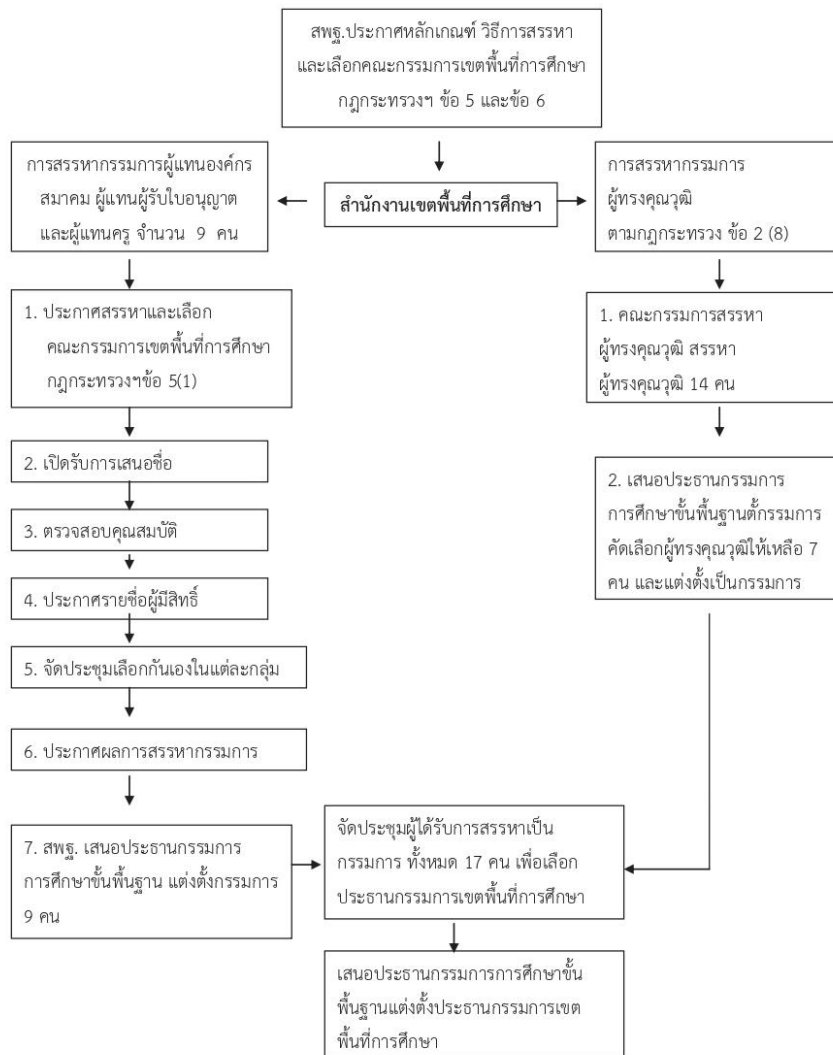 สพฐ.ประกาศหลักเกณฑ์ วิธีการสรรหา
และเลือกคณะกรรมการเขตพื้นที่การศึกษา
กฎกระทรวงฯ ข้อ 5 และข้อ 6
การสรรหากรรมการผู้แทนองค์กร
สมาคม ผู้แทนผู้รับใบอนุญาต
และผู้แทนครู จำนวน 9 คน
สำนักงานเขตพื้นที่การศึกษา
การสรรหากรรมการ
ผู้ทรงคุณวุฒิ
ตามกฎกระทรวง ข้อ 2 (8)
1. ประกาศสรรหาและเลือก
คณะกรรมการเขตพื้นที่การศึกษา
กฎกระทรวงฯข้อ 5(1)
2. เปิดรับการเสนอชื่อ
3. ตรวจสอบคุณสมบัติ
4. ประกาศรายชื่อผู้มีสิทธิ์
5. จัดประชุมเลือกกันเองในแต่ละกลุ่ม
6. ประกาศผลการสรรหากรรมการ
7. สพฐ. เสนอประธานกรรมการ
การศึกษาขั้นพื้นฐาน แต่งตั้งกรรมการ
9 คน
1. คณะกรรมการสรรหา
ผู้ทรงคุณวุฒิ สรรหา
ผู้ทรงคุณวุฒิ 14 คน
2. เสนอประธานกรรมการ
การศึกษาขั้นพื้นฐานตั้กรรมการ
คัดเลือกผู้ทรงคุณวุฒิให้เหลือ 7
คน และแต่งตั้งเป็นกรรมการ
จัดประชุมผู้ได้รับการสรรหาเป็น
กรรมการ ทั้งหมด 17 คน เพื่อเลือก
ประธานกรรมการเขตพื้นที่การศึกษา
เสนอประธานกรรมการการศึกษาขั้น
พื้นฐานแต่งตั้งประธานกรรมการเขต
พื้นที่การศึกษา